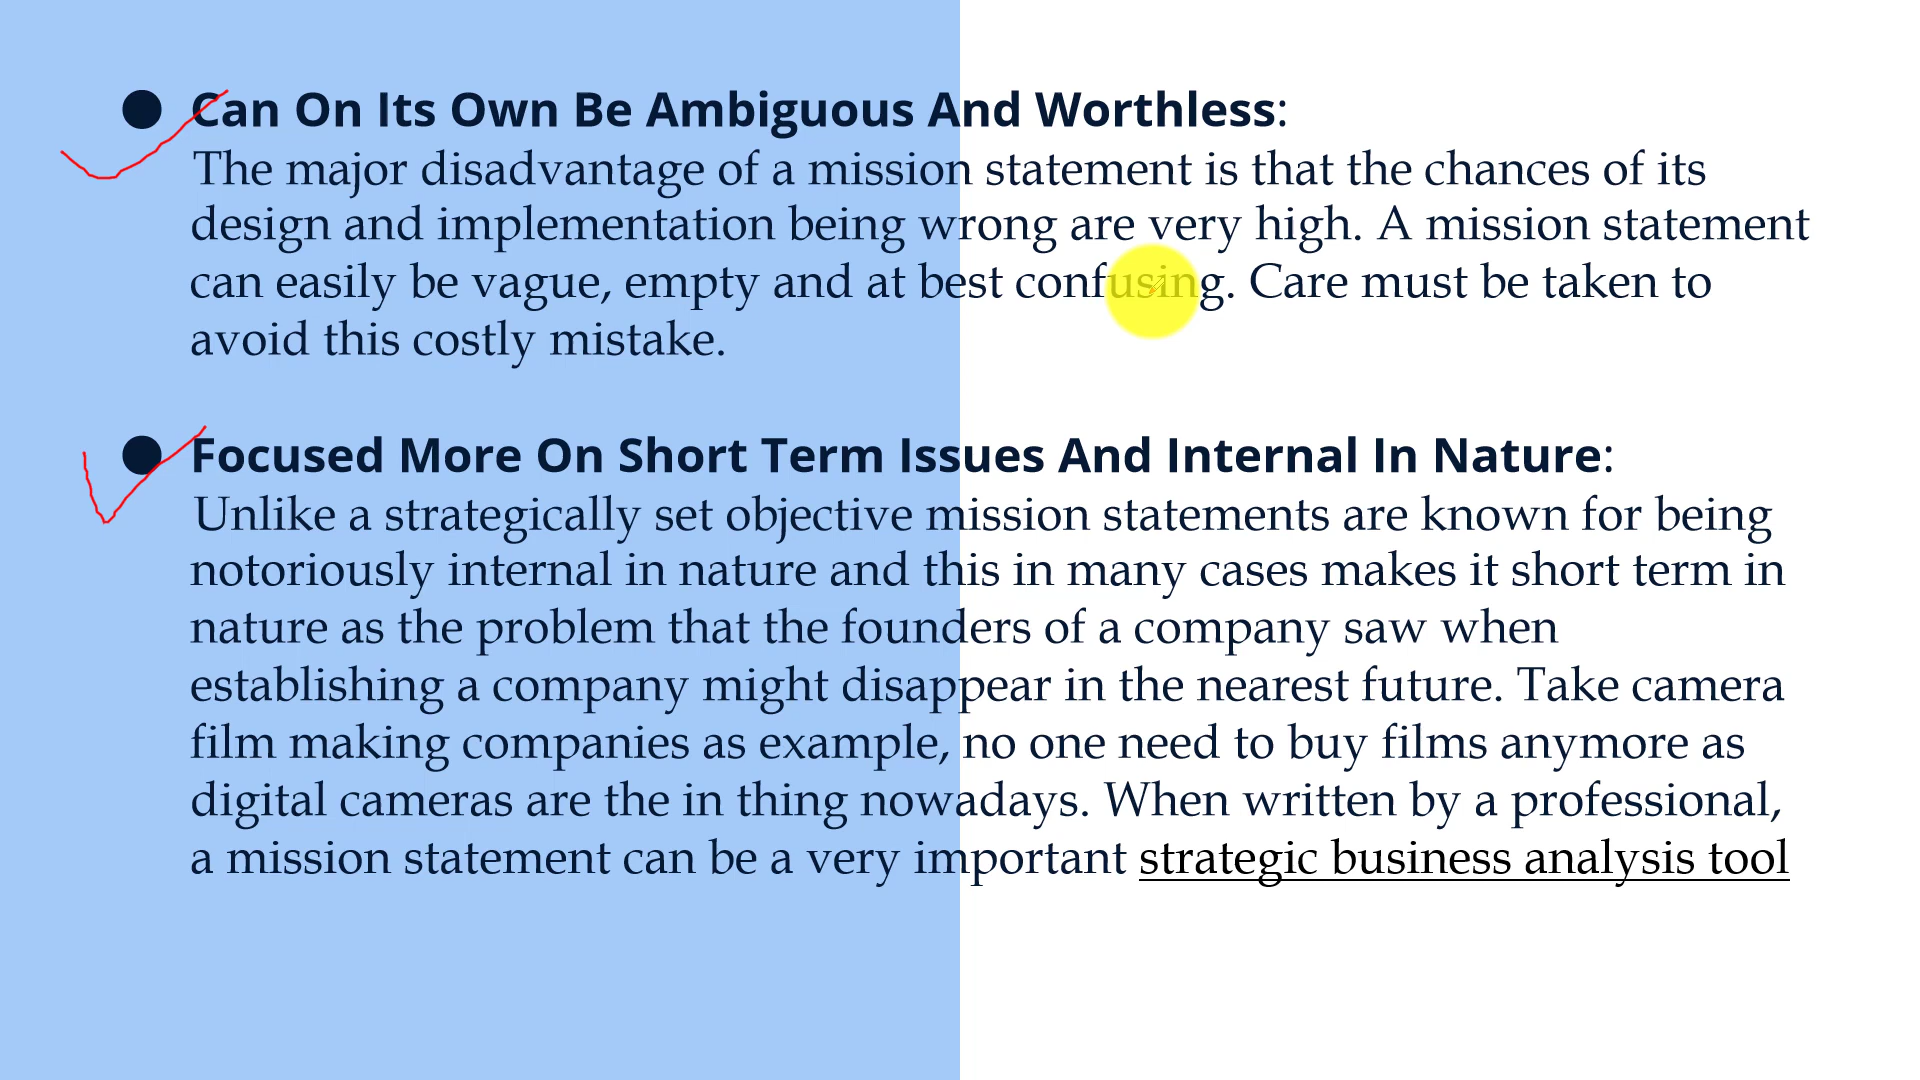 ● Can On Its Own Be Ambiguous And Worthless:
The major disadvantage of a mission statement is that the chances of its
design and implementation being wrong are very high. A mission statement
can easily be vague, empty and at best confusing. Care must be taken to
avoid this costly mistake.
● Focused More On Short Term Issues And Internal In Nature:
Unlike a strategically set objective mission statements are known for being
notoriously internal in nature and this in many cases makes it short term in
nature as the problem that the founders of a company saw when
establishing a company might disappear in the nearest future. Take camera
film making companies as example, no one need to buy films anymore as
digital cameras are the in thing nowadays. When written by a professional,
a mission statement can be a very important strategic business analysis tool